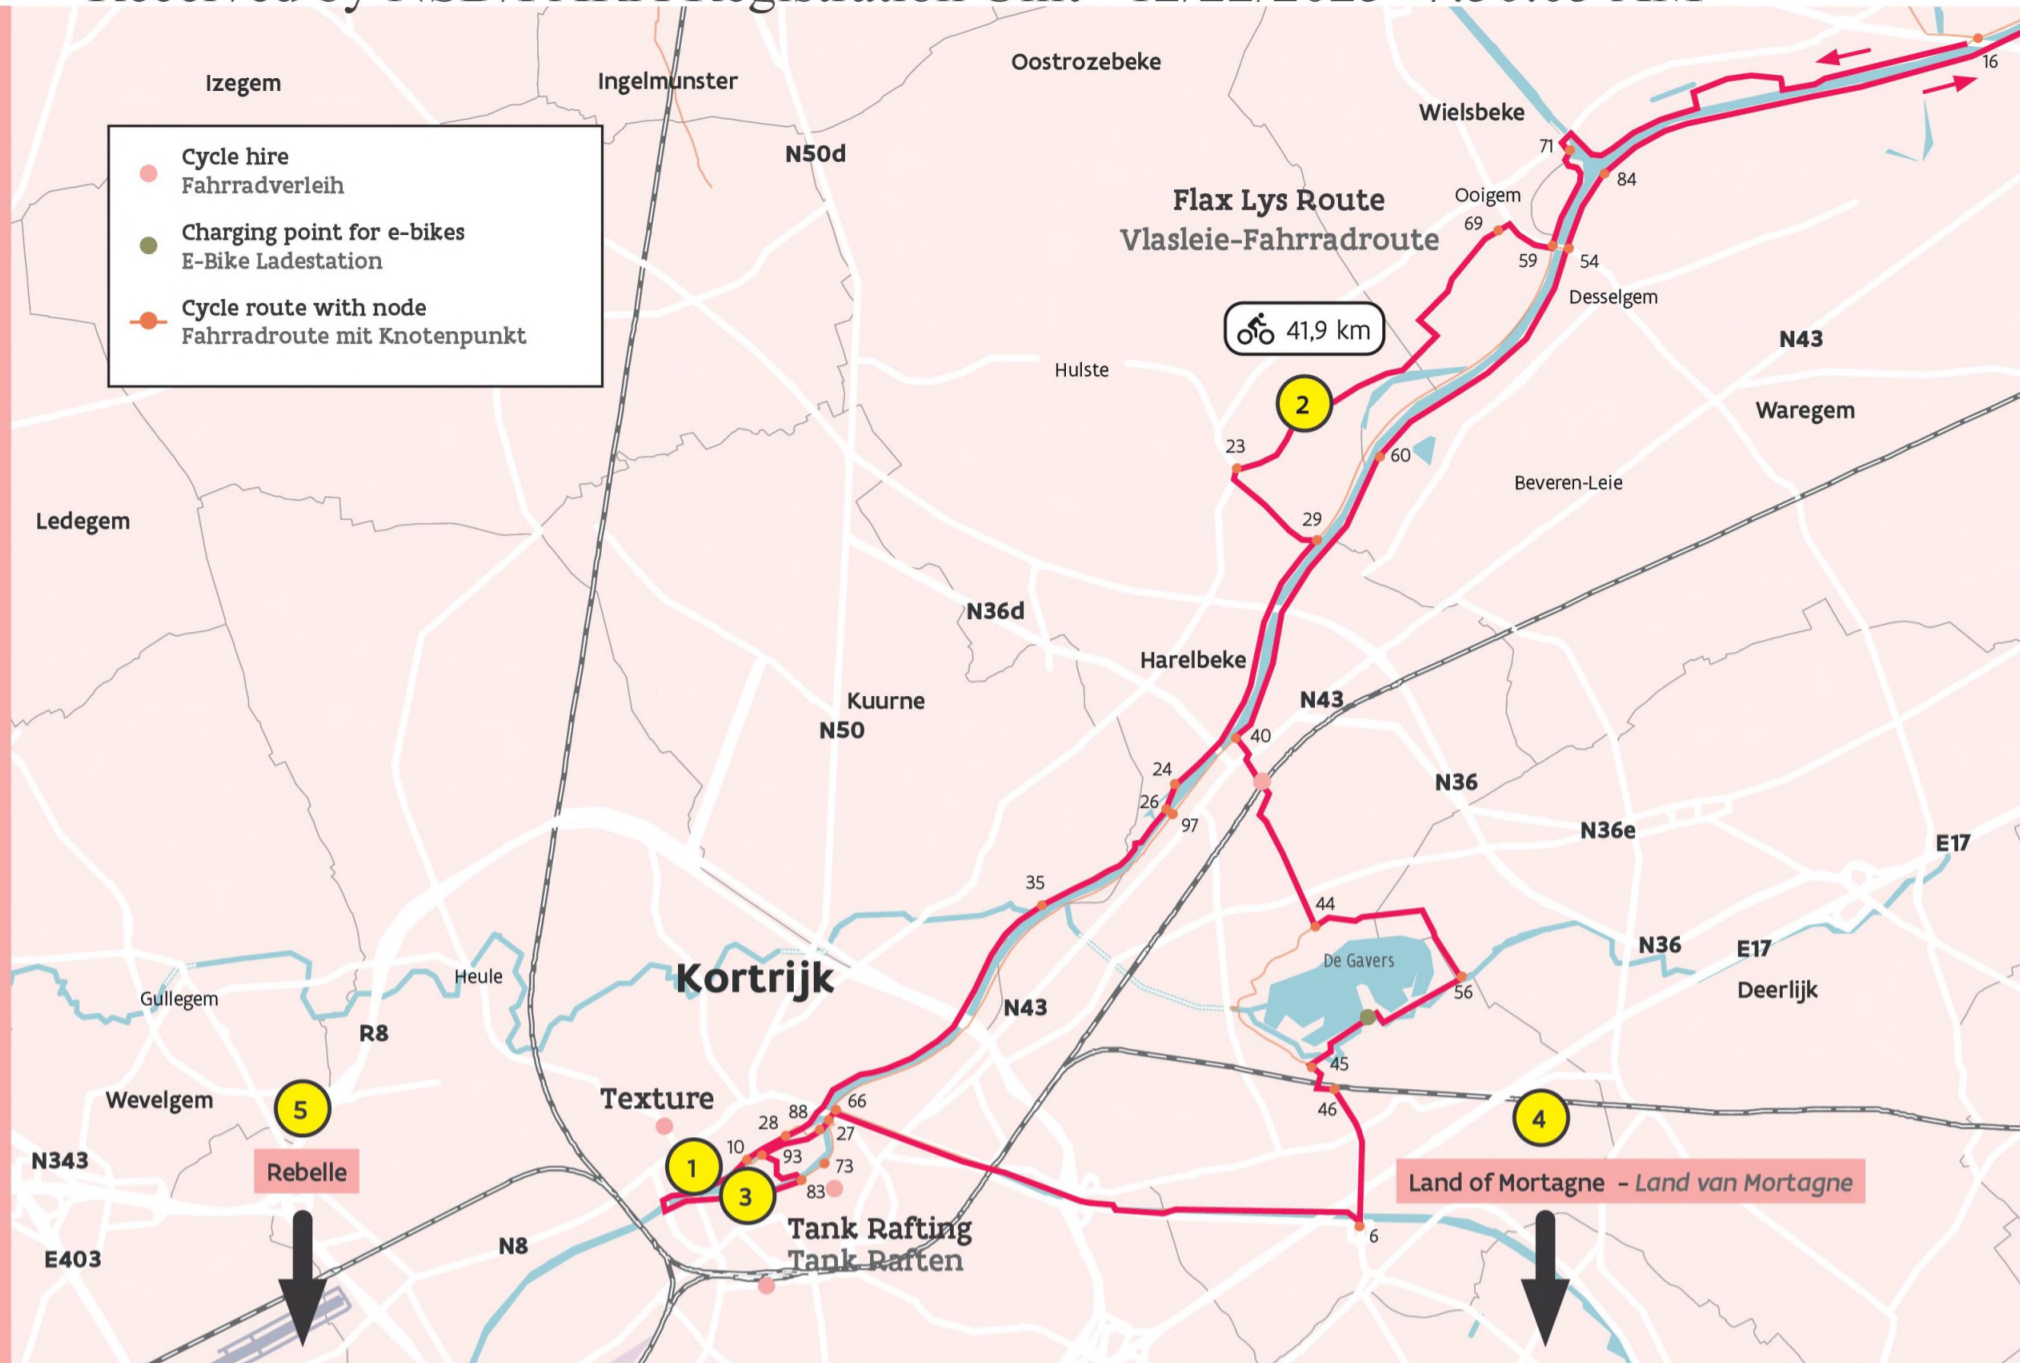 Izegem
Ingelmunster
Oostrozebeke
16
Wielsbeke
Cycle hire
Fahrradverleih
Charging point for e-bikes
E-Bike Ladestation
Cycle route with node
Fahrradroute mit Knotenpunkt
N50d
71
84
Flax Lys Route
Vlasleie-Fahrradroute
Ooigem
69
59
54
Desselgem
41,9 km
N43
Hulste
2
Waregem
23
60
Beveren-Leie
Ledegem
29
N36d
Harelbeke
Kuurne
N43
N50
40
24
N36
26
97
N36e
E17
35
44
Kortrijk
De Gavers
N36
E17
Heule
56
Deerlijk
Gullegem
N43
R8
45
Wevelgem
5
Texture
88
66
46
4
28
27
10
93
N343
1
73
Rebelle
3
83
Land of Mortagne - Land van Mortagne
Tank Rafting
Tank Raften
6
N8
E403